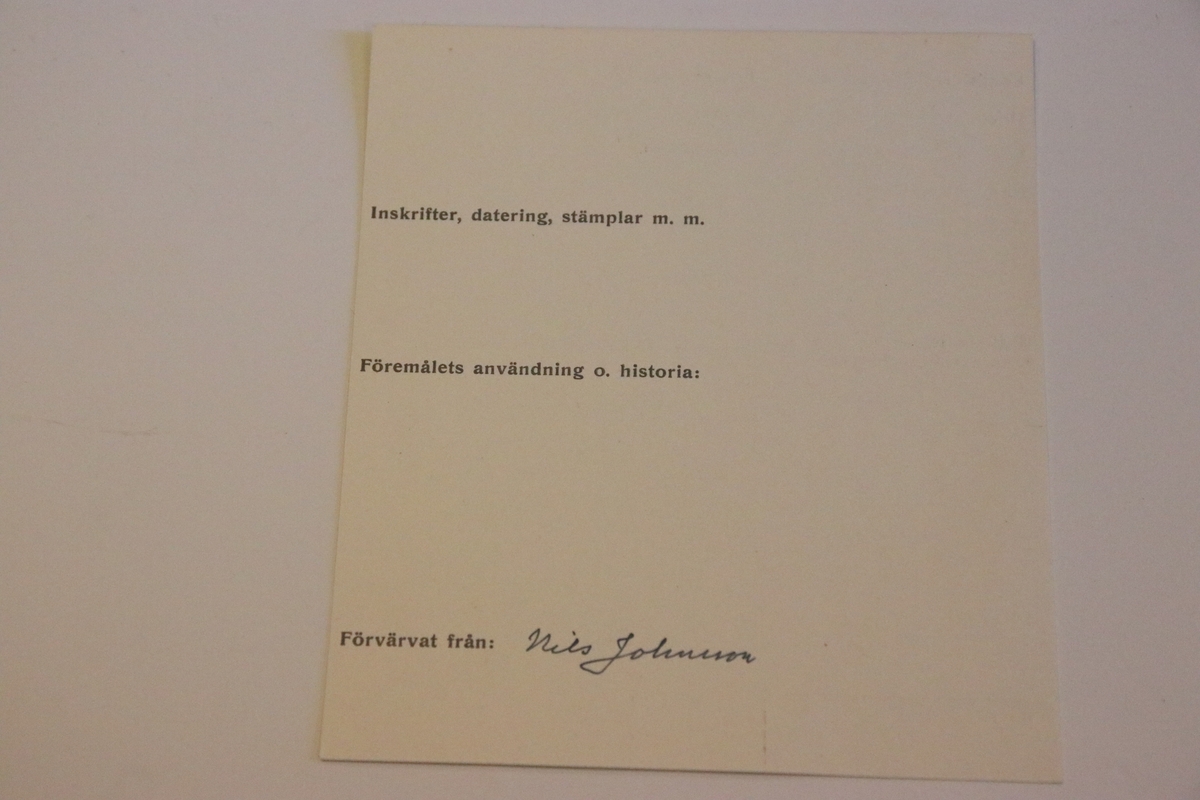 Inskrifter, datering, stämplar m. m.
Föremålets användning o. historia:
Förvärvat från: Nils Johnsson